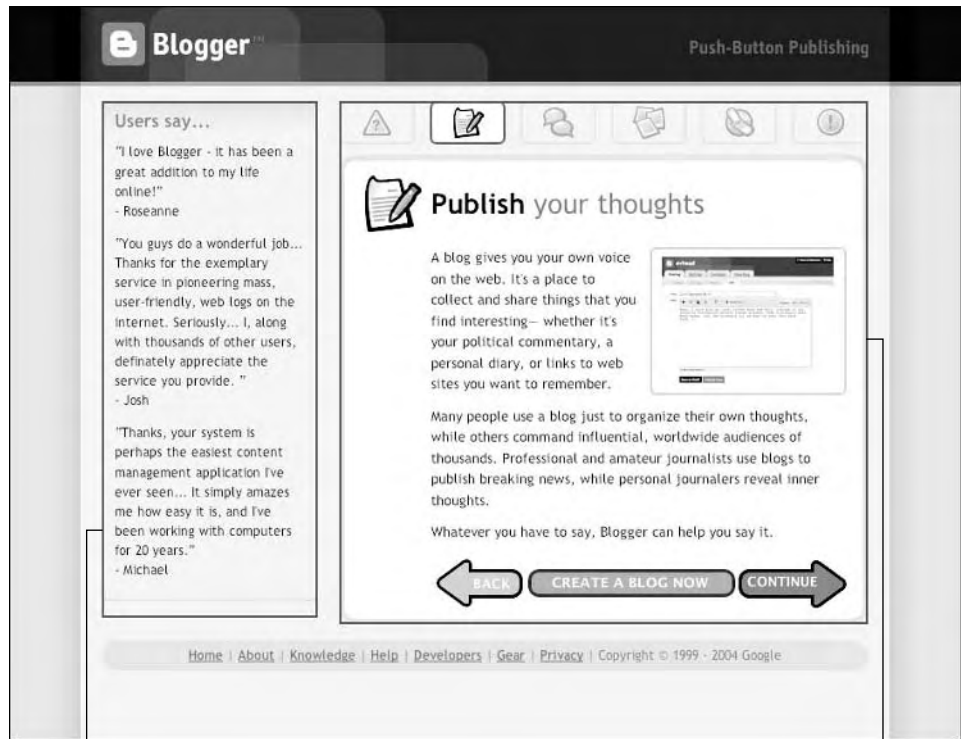 Blogger™
Push-Button Publishing
Users say...
"I love Blogger - it has been a
great addition to my life
online!"
- Roseanne
"You guys do a wonderful job...
Thanks for the exemplary
service in pioneering mass,
user-friendly, web logs on the
internet. Seriously... I, along
with thousands of other users,
definately appreciate the
service you provide. "
- Josh
"Thanks, your system is
perhaps the easiest content
management application I've
ever seen... It simply amazes
me how easy it is, and I've
been working with computers
for 20 years."
- Michael
Publish your thoughts
A blog gives you your own voice
on the web. It's a place to
collect and share things that you
find interesting— whether it's
your political commentary, a
personal diary, or links to web
sites you want to remember.
Many people use a blog just to organize their own thoughts,
while others command influential, worldwide audiences of
thousands. Professional and amateur journalists use blogs to
publish breaking news, while personal journalers reveal inner
thoughts.
Whatever you have to say, Blogger can help you say it.
BACK CREATE A BLOG NOW CONTINUE
Home | About | Knowledge | Help | Developers | Gear | Privacy | Copyright © 1999 - 2004 Google